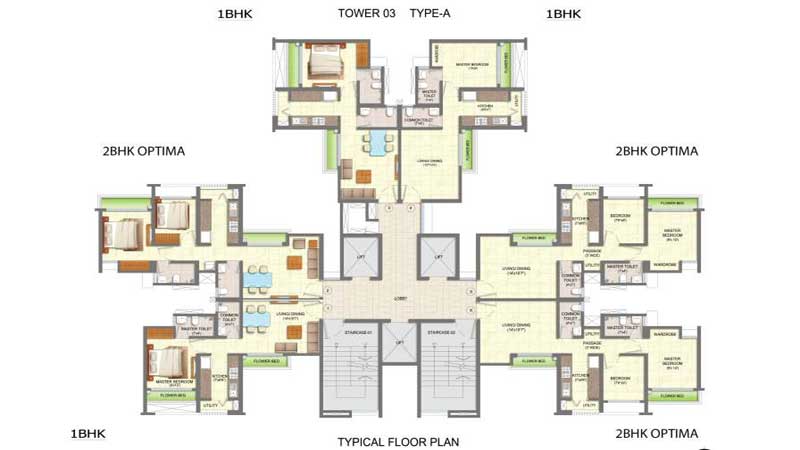 1BHK
TOWER 03 TYPE-A
1BHK
MASTER BEDROOM
FLOWER-BED
MASTER
TOILET
KITCHEN
UTILITY
COMMON TOILET
LIVING/ DINING
2BHK OPTIMA
2BHK OPTIMA
LIFT
LIFT
LOBBY
FLOWER-BED
LIVING/ DINING
COMMON
TOILET
UTILITY
KITCHEN
PASSAGE
UTILITY
BEDROOM
MASTER TOILET
FLOWER-BED
MASTER
BEDROOM
WARDROBE
COMMON
TOILET
MASTER TOILET
LIVING/ DINING
STAIRCASE-01
LIFT
STAIRCASE-02
LIVING/ DINING
COMMON
TOILET
UTILITY
MASTER TOILET
PASSAGE
WARDROBE
MASTER BEDROOM
FLOWER-BED
KITCHEN
UTILITY
FLOWER-BED
FLOWER-BED
KITCHEN
UTILITY
BEDROOM
MASTER
BEDROOM
FLOWER-BED
1BHK
TYPICAL FLOOR PLAN
2BHK OPTIMA